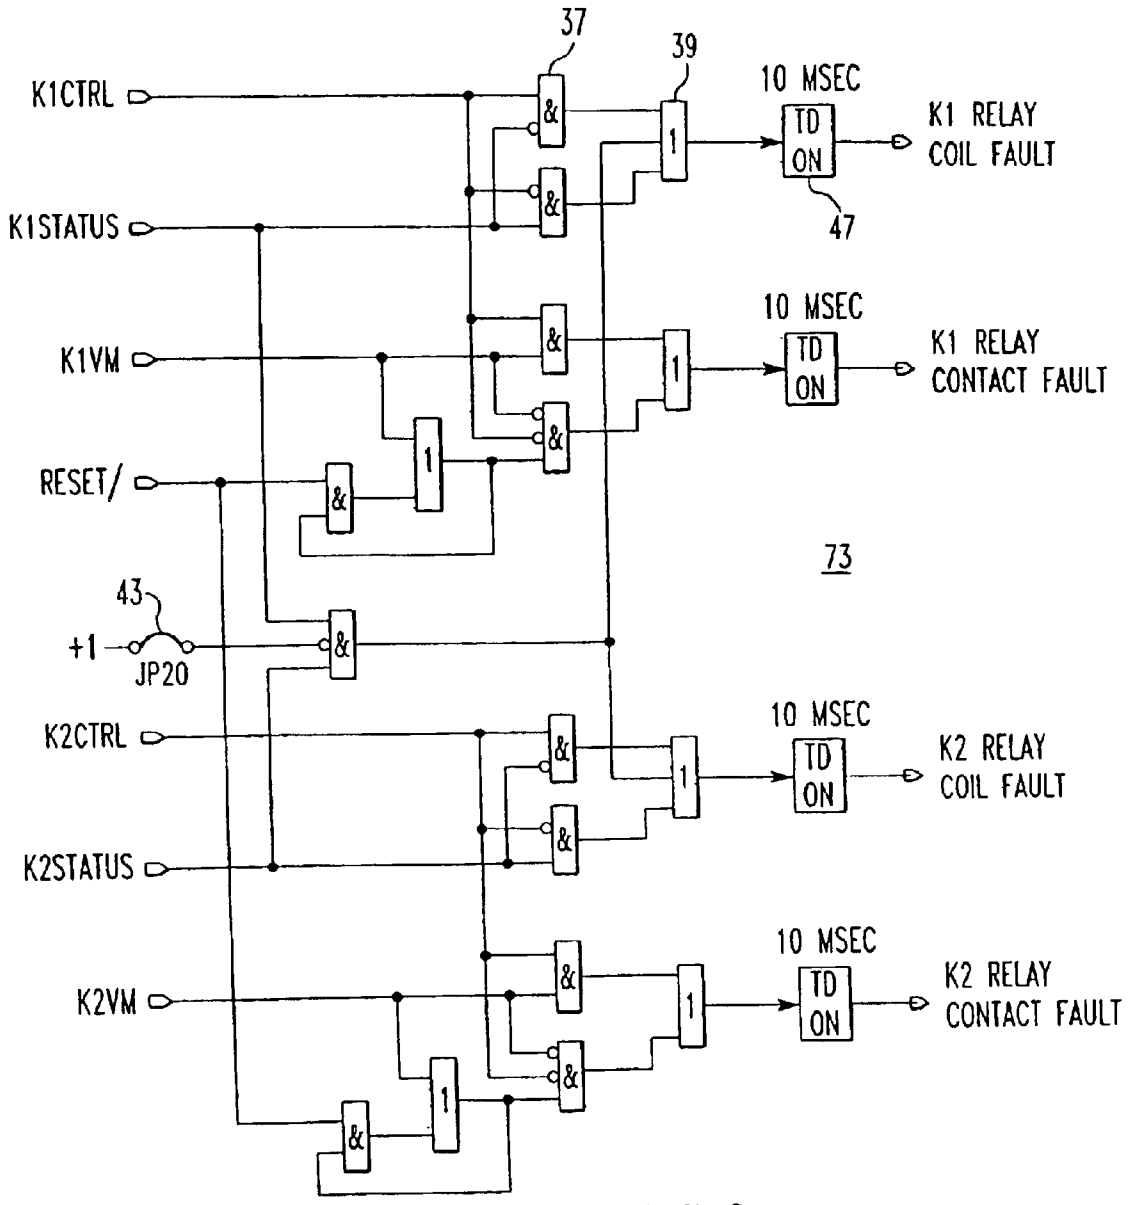 37
39
K1CTRL
&
10 MSEC
TD
ON
K1 RELAY
COIL FAULT
1
47
&
K1STATUS
10 MSEC
K1VM
&
1
TD
ON
K1 RELAY
CONTACT FAULT
&
1
RESET/
&
73
43
+1
JP20
&
K2CTRL
&
10 MSEC
1
TD
ON
K2 RELAY
COIL FAULT
&
K2STATUS
10 MSEC
K2VM
&
1
TD
ON
K2 RELAY
CONTACT FAULT
&
1
&